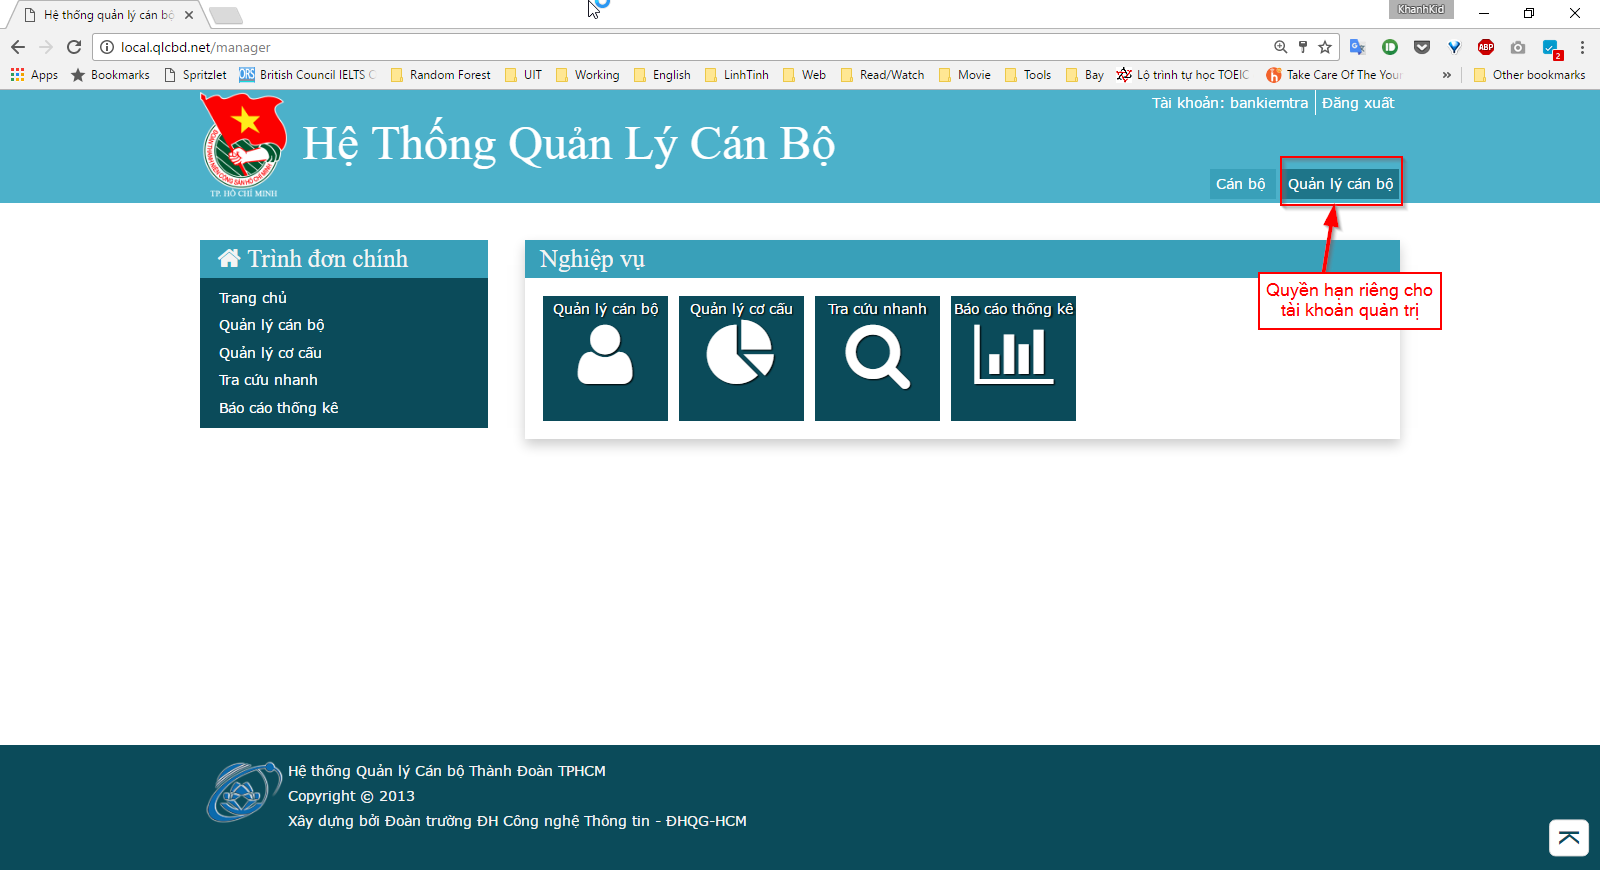 Hệ thống quản lý cán bộ
KhanhKid
local.qlcbd.net/manager
Apps Bookmarks Spritzlet British Council IELTS Random Forest UIT Working English LinhTinh Web Read/Watch Movie Tools Bay Lộ trình tự học TOEIC Take Care Of The Your » Other bookmarks
ABP
2
ORS
Tài khoản: bankiemtra Đăng xuất
Hệ Thống Quản Lý Cán Bộ
TP. HỒ CHÍ MINH
Cán bộ Quản lý cán bộ
Trình đơn chính
Trang chủ
Quản lý cán bộ
Quản lý cơ cấu
Tra cứu nhanh
Báo cáo thống kê
Nghiệp vụ
Quản lý cán bộ Quản lý cơ cấu Tra cứu nhanh Báo cáo thống kê
Quyền hạn riêng cho
tài khoản quản trị
Hệ thống Quản lý Cán bộ Thành Đoàn TPHCM
Copyright © 2013
Xây dựng bởi Đoàn trường ĐH Công nghệ Thông tin - ĐHQG-HCM